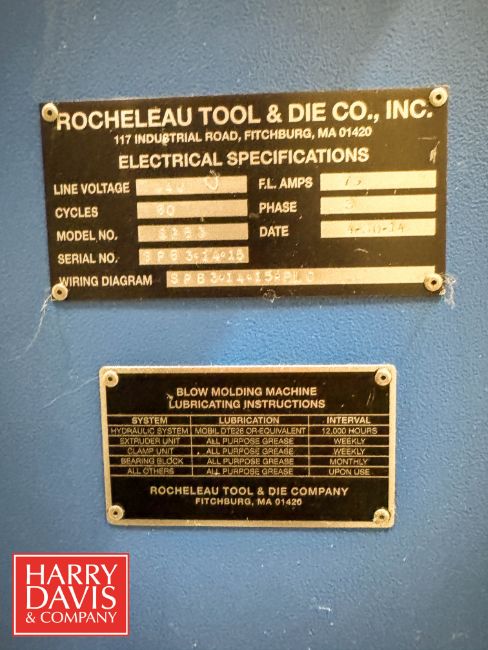 ROCHELEAU TOOL & DIE CO., INC.
117 INDUSTRIAL ROAD, FITCHBURG, MA 01420
ELECTRICAL SPECIFICATIONS
LINE VOLTAGE F.L. AMPS
CYCLES 60 PHASE 3
MODEL NO. SPB3 DATE
SERIAL NO. SPB3-14-15
WIRING DIAGRAM
BLOW MOLDING MACHINE
LUBRICATING INSTRUCTIONS
SYSTEM LUBRICATION INTERVAL
HYDRAULIC SYSTEM MOBIL DTE26 OR EQUIVALENT 12,000 HOURS
EXTRUDER UNIT ALL PURPOSE GREASE WEEKLY
CLAMP UNIT ALL PURPOSE GREASE WEEKLY
BEARING BLOCK ALL PURPOSE GREASE MONTHLY
ALL OTHERS ALL PURPOSE GREASE UPON USE
ROCHELEAU TOOL & DIE COMPANY
FITCHBURG, MA 01420
HARRY
DAVIS
& COMPANY